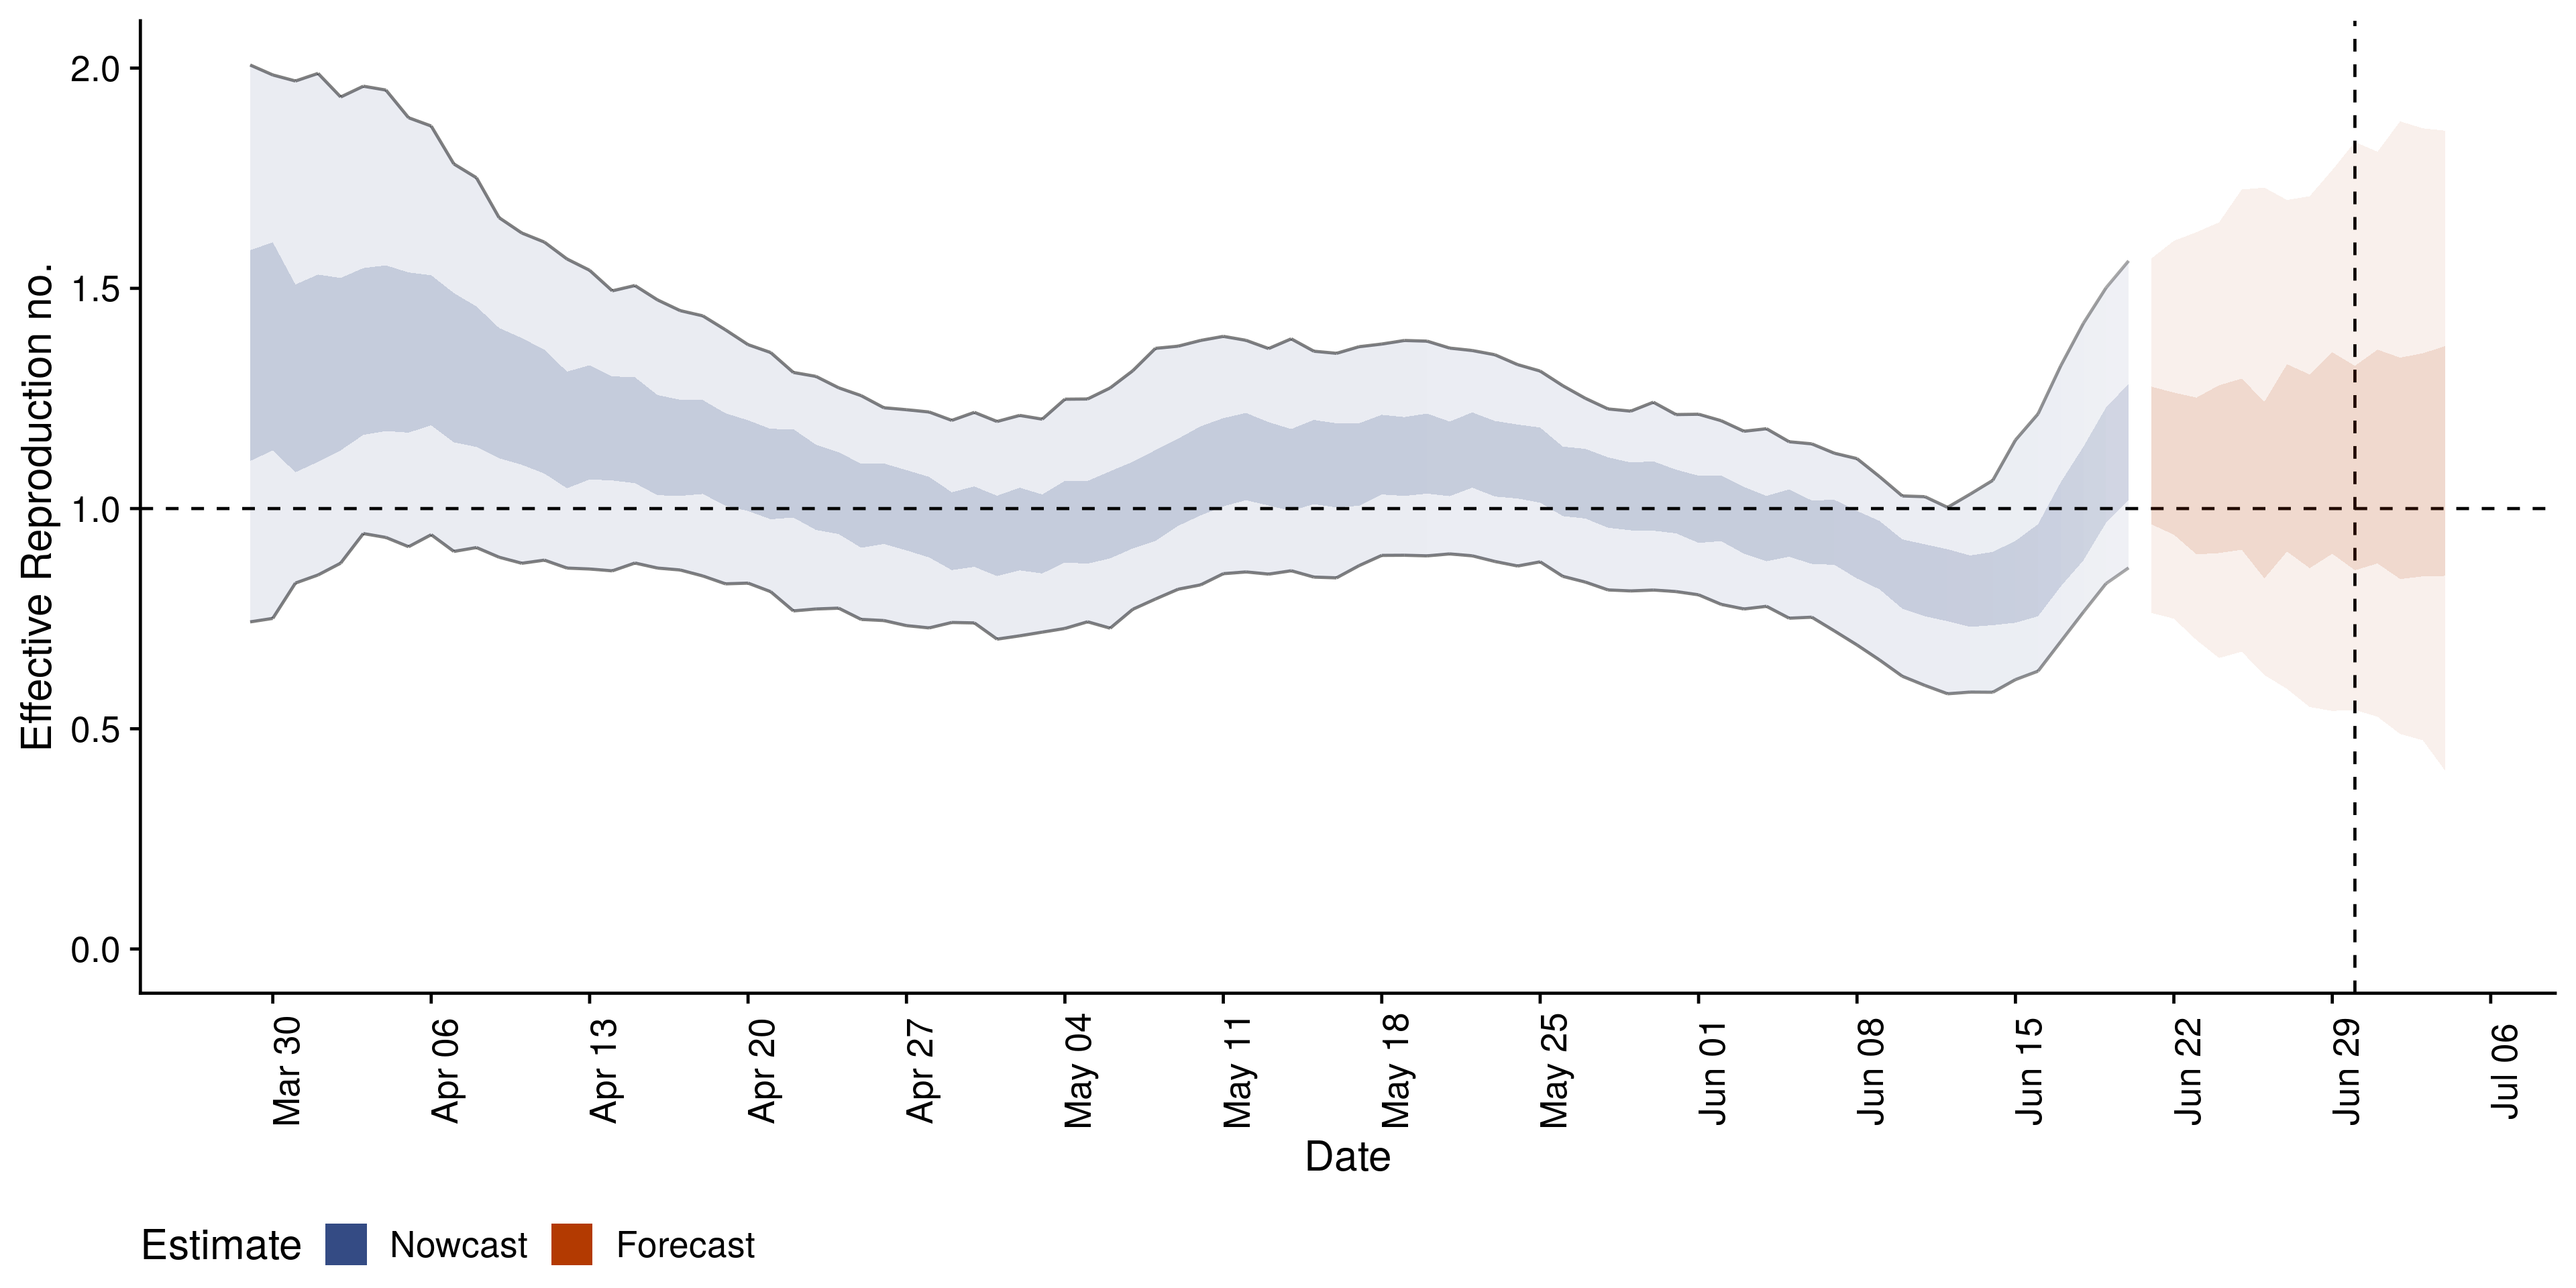 Effective Reproduction no.
2.0
1.5
1.0
0.5
0.0
Mar 30
Apr 06
Apr 13
Apr 20
Apr 27
May 04
May 11
May 18
May 25
Jun 01
Jun 08
Jun 15
Jun 22
Jun 29
Jul 06
Date
Estimate Nowcast Forecast